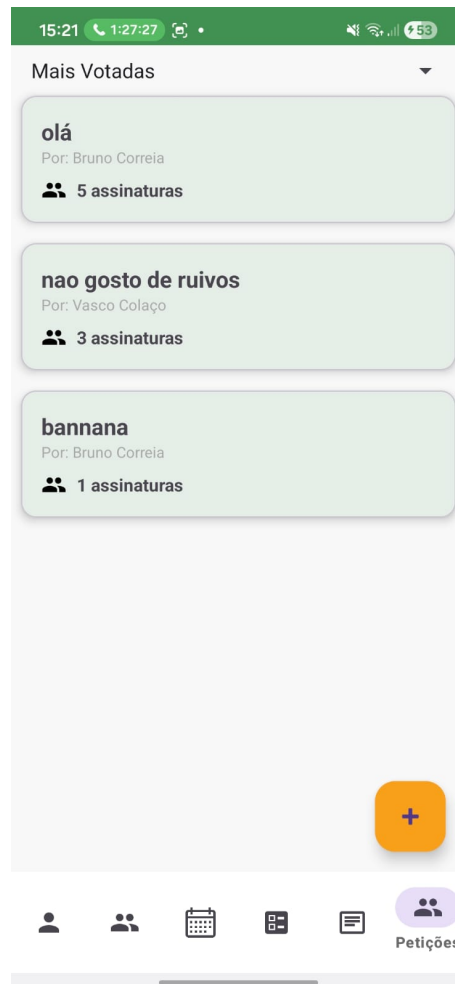 15:21 1:27:27 53
Mais Votadas
olá
Por: Bruno Correia
5 assinaturas
nao gosto de ruivos
Por: Vasco Colaço
3 assinaturas
bannana
Por: Bruno Correia
1 assinaturas
+
Petições